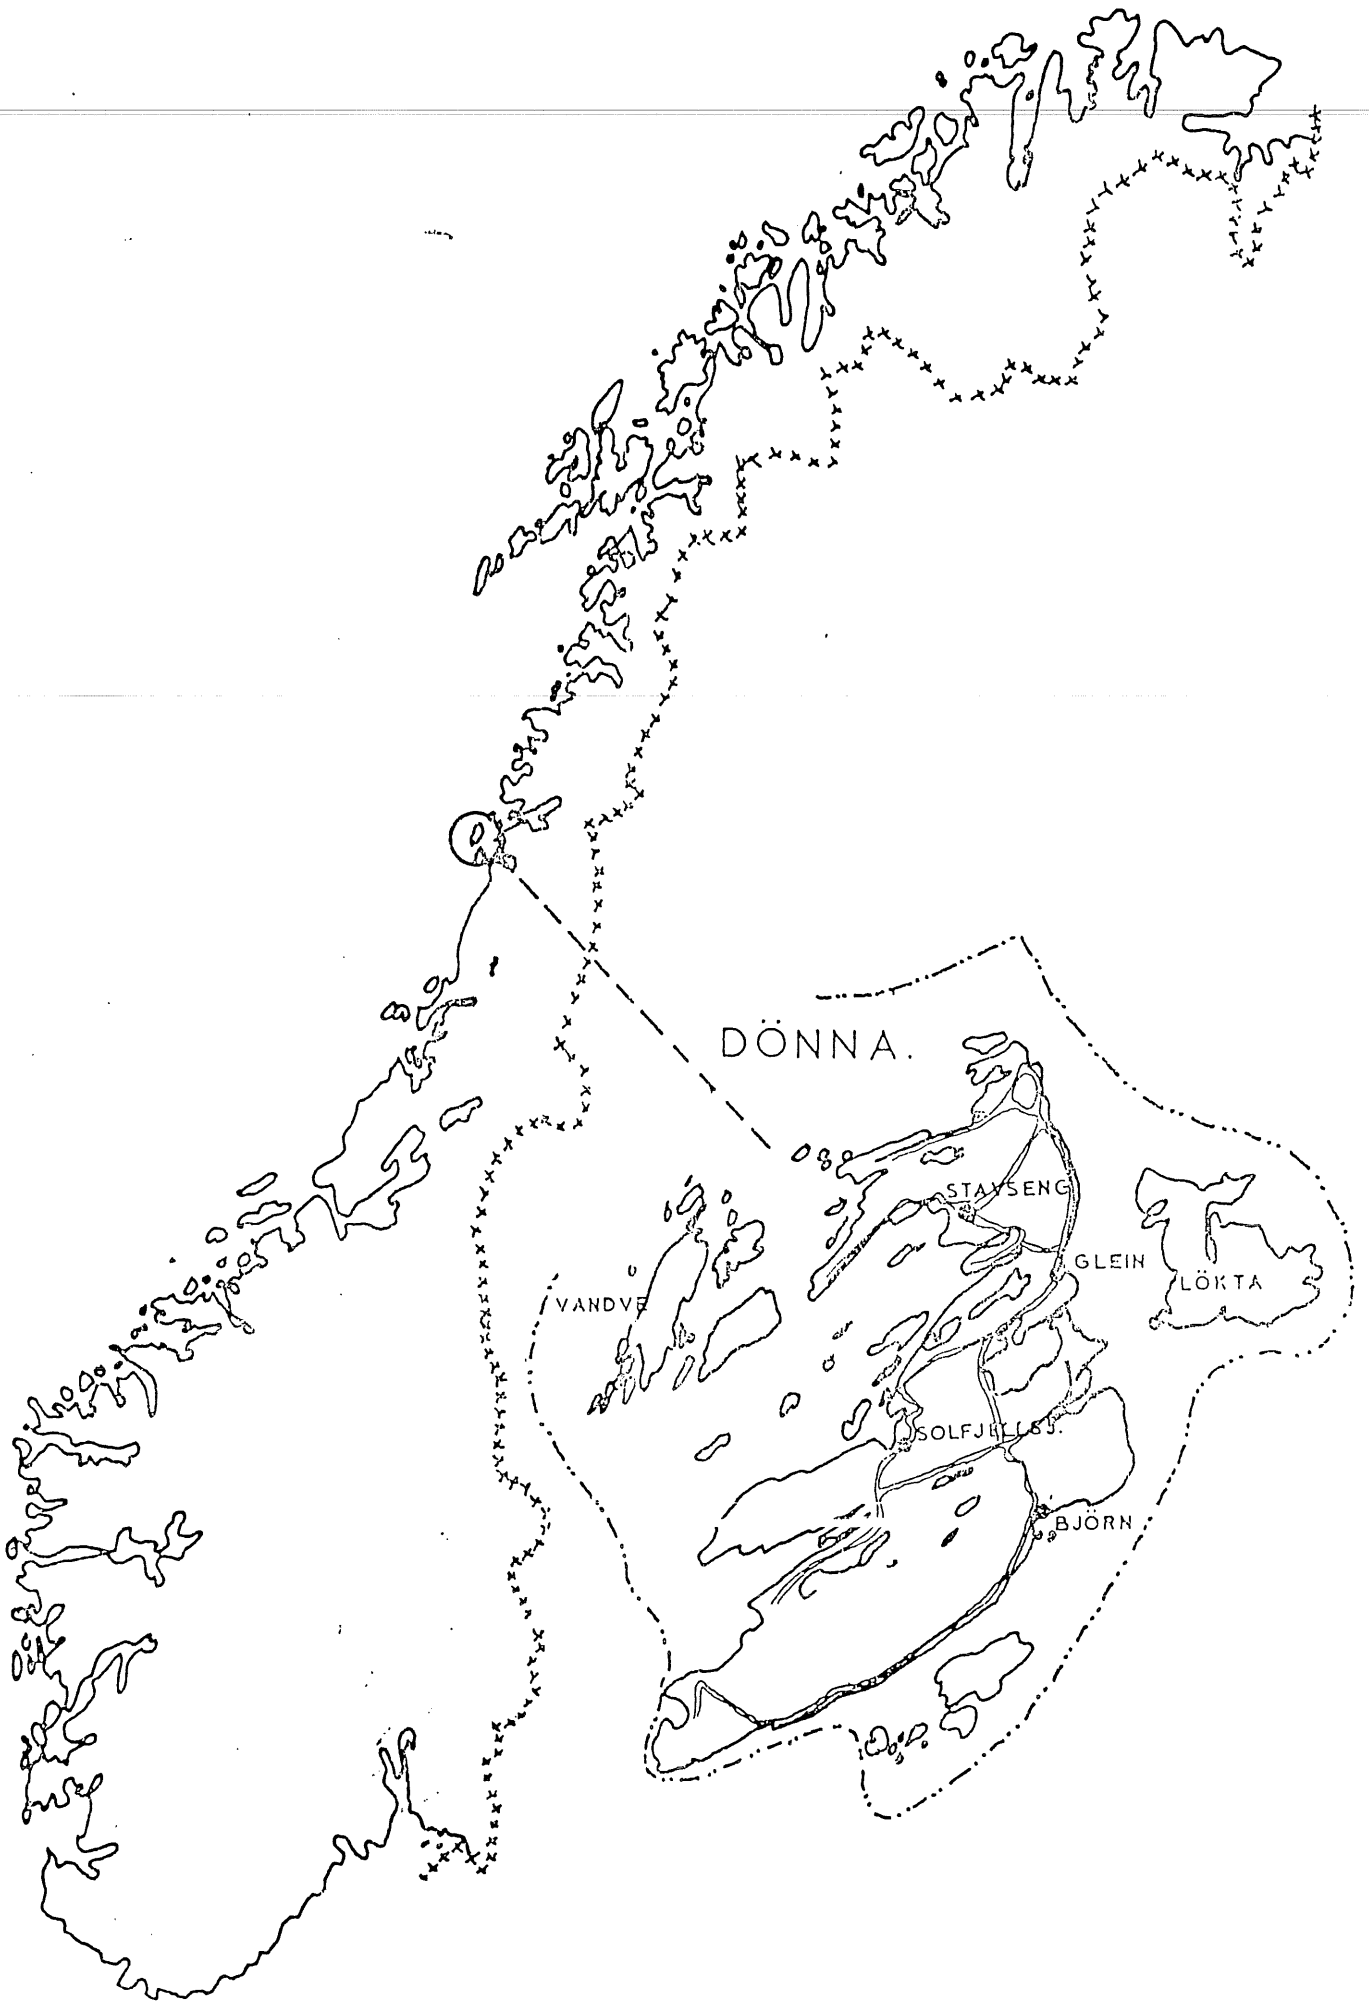 DÖNNA.
STAVSENG
GLEIN
LÖKTA
VANDVE
SOLFJELLSJ.
BJÖRN